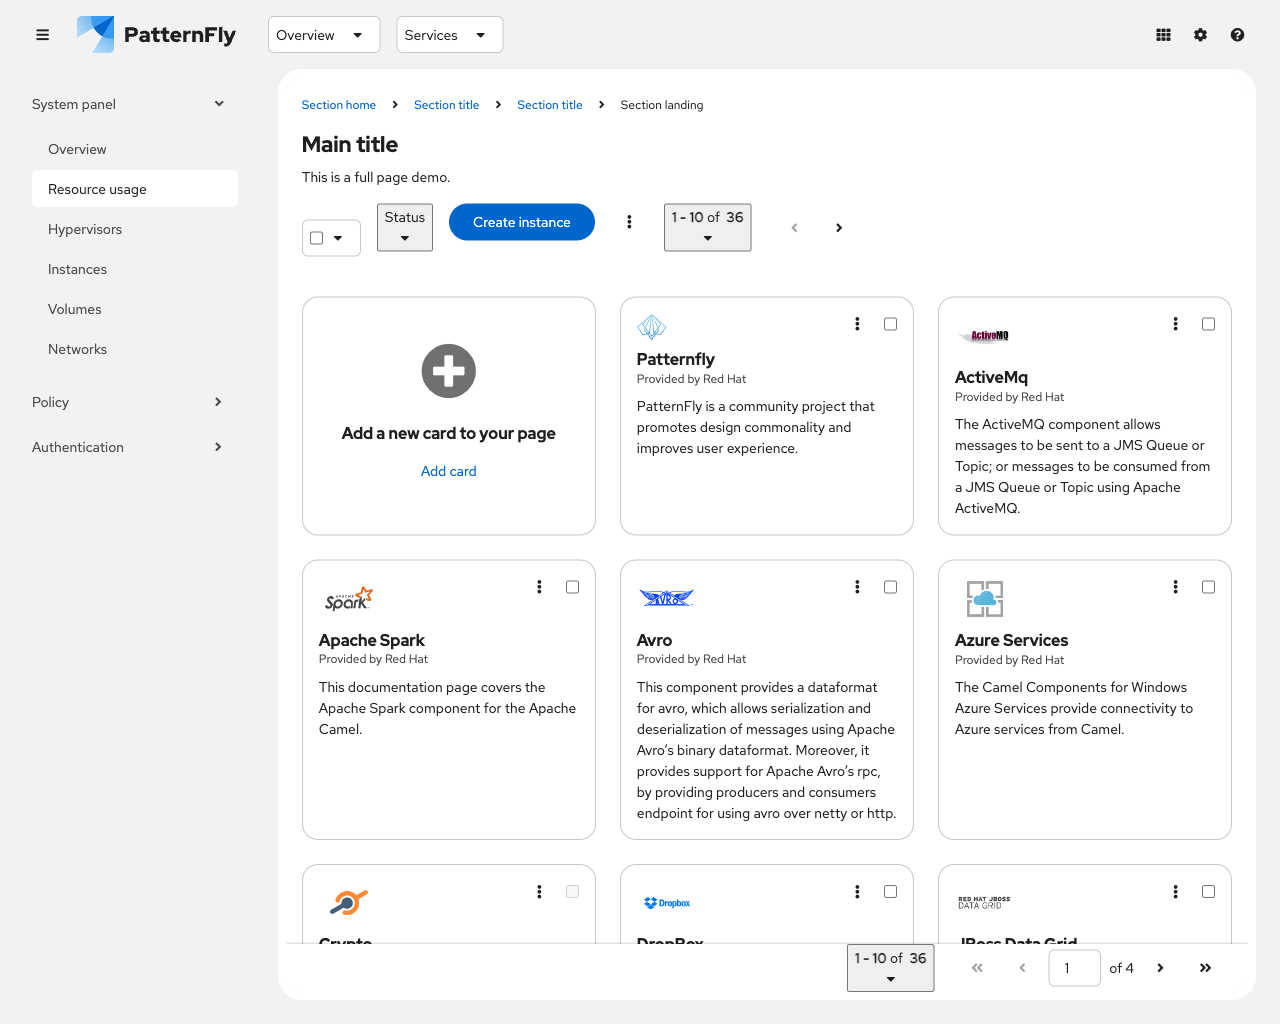 PatternFly
Overview
Services
System panel
Overview
Resource usage
Hypervisors
Instances
Volumes
Networks
Policy
Authentication
Section home
Section title
Section title
Section landing
Main title
This is a full page demo.
Status
Create instance
1 - 10 of 36
Add a new card to your page
Add card
Patternfly
Provided by Red Hat
PatternFly is a community project that
promotes design commonality and
improves user experience.
ActiveMQ
ActiveMq
Provided by Red Hat
The ActiveMQ component allows
messages to be sent to a JMS Queue or
Topic; or messages to be consumed from
a JMS Queue or Topic using Apache
ActiveMQ.
APACHE
Spark
Apache Spark
Provided by Red Hat
This documentation page covers the
Apache Spark component for the Apache
Camel.
AVRO
Avro
Provided by Red Hat
This component provides a dataformat
for avro, which allows serialization and
deserialization of messages using Apache
Avro’s binary dataformat. Moreover, it
provides support for Apache Avro’s rpc,
by providing producers and consumers
endpoint for using avro over netty or http.
Azure Services
Provided by Red Hat
The Camel Components for Windows
Azure Services provide connectivity to
Azure services from Camel.
Crypto
Dropbox
DropBox
RED HAT JBOSS
DATA GRID
JBoss Data Grid
1 - 10 of 36
1
of 4